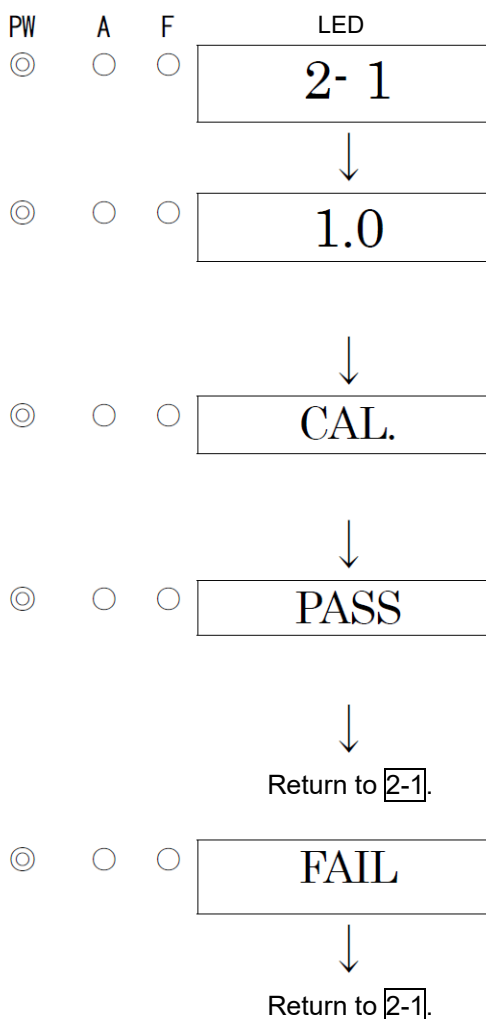 PW A F LED
2- 1
1.0
CAL.
PASS
Return to 2-1.
FAIL
Return to 2-1.